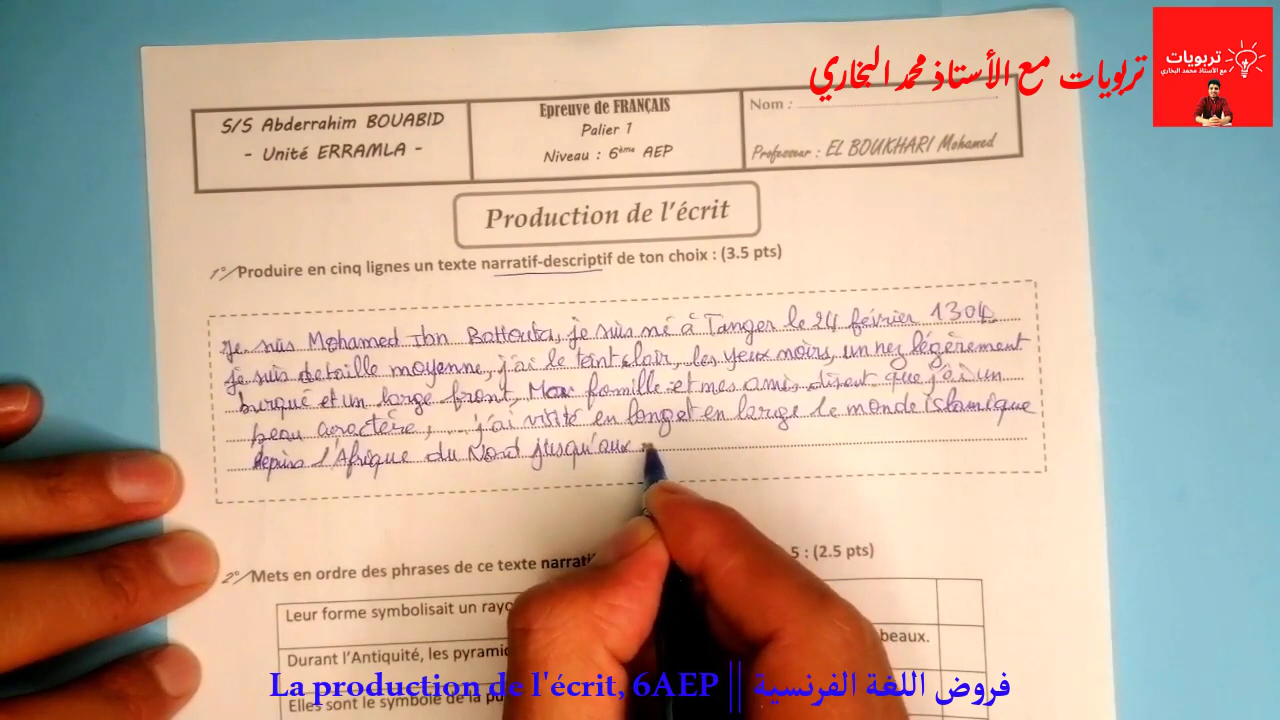 تربويات مع الأستاذ محمد البخاري
تربويات
مع الأستاذ محمد البخاري
S/S Abderrahim BOUABID
- Unité ERRAMLA -
Epreuve de FRANÇAIS
Palier 1
Niveau : 6ème AEP
Nom :
Professeur : EL BOUKHARI Mohamed
Production de l'écrit
1°/ Produire en cinq lignes un texte narratif-descriptif de ton choix : (3.5 pts)
Je suis Mohamed Ibn Battouta, je suis né à Tanger le 24 février 1304
je suis de taille moyenne, j'ai le teint clair, les yeux noirs, un nez légèrement
burqué et un large front, Ma famille et mes amis disent que j'ai un
beau caractère, j'ai visité en long et en large le monde islamique
depuis l'Afrique du Nord jusqu'aux
2°/ Mets en ordre des phrases de ce texte narrati 5 : (2.5 pts)
Leur forme symbolisait un rayo
beaux.
Durant l'Antiquité, les pyramid
Elles sont le symbole de la pu
La production de l'écrit, 6AEP || فروض اللغة الفرنسية